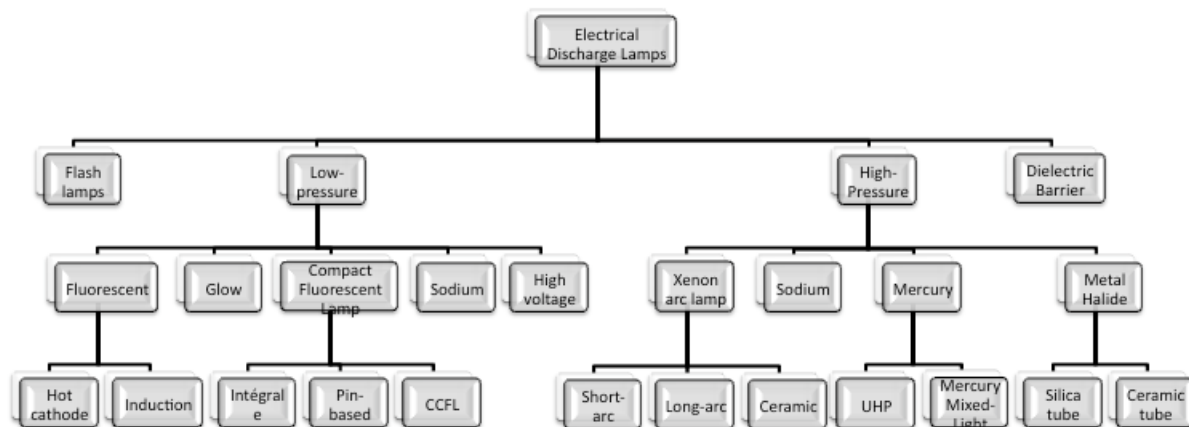 Electrical
Discharge Lamps
Flash
lamps
Low-
pressure
High-
Pressure
Dielectric
Barrier
Fluorescent
Glow
Compact
Fluorescent
Lamp
Sodium
High
voltage
Xenon
arc lamp
Sodium
Mercury
Metal
Halide
Hot
cathode
Induction
Intégral
e
Pin-
based
CCFL
Short-
arc
Long-arc
Ceramic
UHP
Mercury
Mixed-
Light
Silica
tube
Ceramic
tube